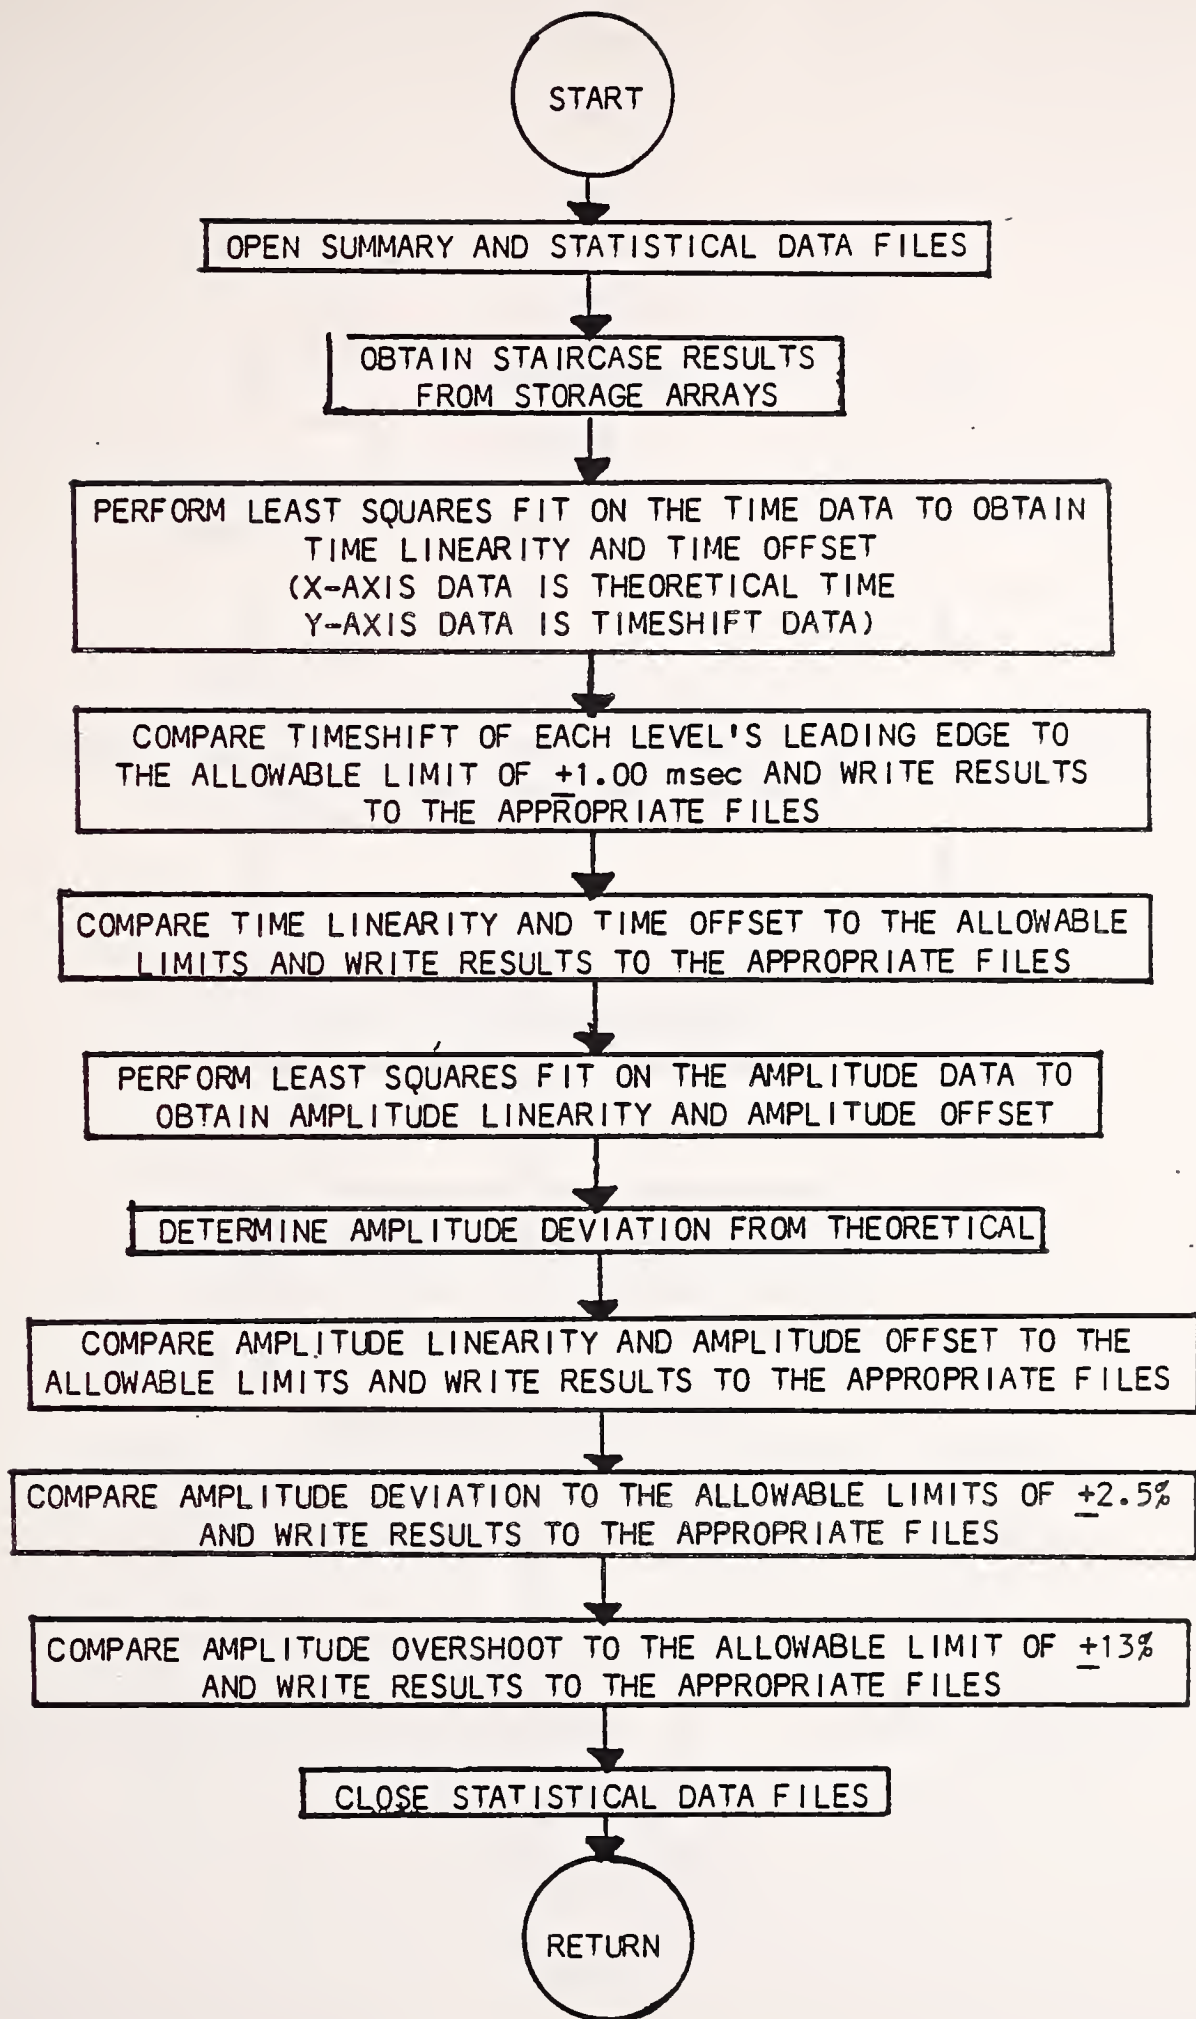 START
OPEN SUMMARY AND STATISTICAL DATA FILES
OBTAIN STAIRCASE RESULTS
FROM STORAGE ARRAYS
PERFORM LEAST SQUARES FIT ON THE TIME DATA TO OBTAIN
TIME LINEARITY AND TIME OFFSET
(X-AXIS DATA IS THEORETICAL TIME
Y-AXIS DATA IS TIMESHIFT DATA)
COMPARE TIMESHIFT OF EACH LEVEL'S LEADING EDGE TO
THE ALLOWABLE LIMIT OF ±1.00 msec AND WRITE RESULTS
TO THE APPROPRIATE FILES
COMPARE TIME LINEARITY AND TIME OFFSET TO THE ALLOWABLE
LIMITS AND WRITE RESULTS TO THE APPROPRIATE FILES
PERFORM LEAST SQUARES FIT ON THE AMPLITUDE DATA TO
OBTAIN AMPLITUDE LINEARITY AND AMPLITUDE OFFSET
DETERMINE AMPLITUDE DEVIATION FROM THEORETICAL
COMPARE AMPLITUDE LINEARITY AND AMPLITUDE OFFSET TO THE
ALLOWABLE LIMITS AND WRITE RESULTS TO THE APPROPRIATE FILES
COMPARE AMPLITUDE DEVIATION TO THE ALLOWABLE LIMITS OF ±2.5%
AND WRITE RESULTS TO THE APPROPRIATE FILES
COMPARE AMPLITUDE OVERSHOOT TO THE ALLOWABLE LIMIT OF ±13%
AND WRITE RESULTS TO THE APPROPRIATE FILES
CLOSE STATISTICAL DATA FILES
RETURN